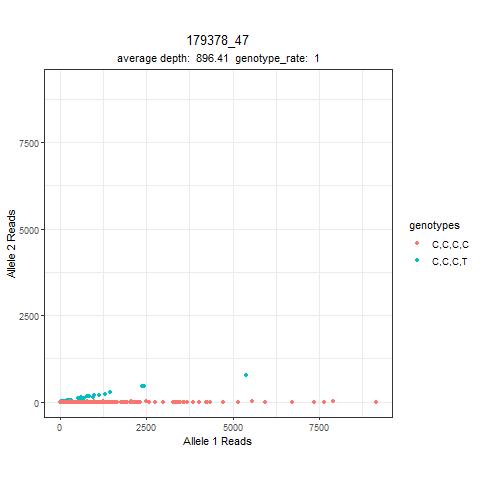 179378_47
average depth:  896.41  genotype_rate:  1
7500
5000
2500
0
Allele 2 Reads
0 2500 5000 7500
Allele 1 Reads
genotypes
C,C,C,C
C,C,C,T